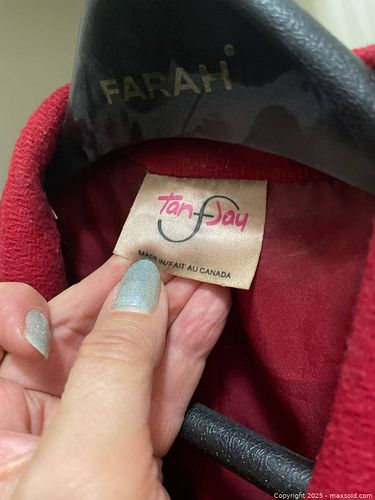 FARAH®
Tan Jay
MADE IN/FAIT AU CANADA
Copyright 2025 - maxsold.com